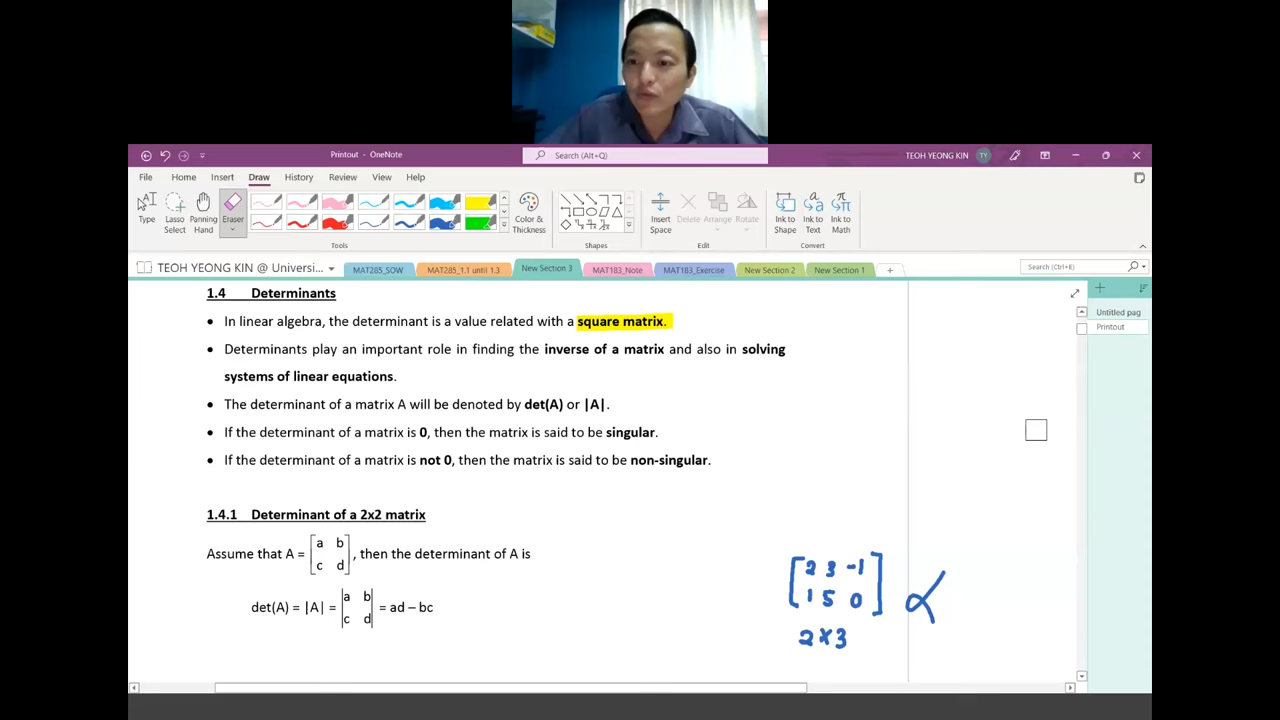 Printout - OneNote
Search (Alt+Q)
TEOH YEONG KIN TY
File Home Insert Draw History Review View Help
Type
Lasso Select
Panning Hand
Eraser
Color & Thickness
Insert Space
Delete
Arrange
Rotate
Ink to Shape
Ink to Text
Ink to Math
Tools Shapes Edit Convert
TEOH YEONG KIN @ Universi...
MAT285_SOW MAT285_1.1 until 1.3 New Section 3 MAT183_Note MAT183_Exercise New Section 2 New Section 1 +
Search (Ctrl+E)
Untitled pag
Printout
1.4 Determinants
• In linear algebra, the determinant is a value related with a square matrix.
• Determinants play an important role in finding the inverse of a matrix and also in solving
systems of linear equations.
• The determinant of a matrix A will be denoted by det(A) or |A|.
• If the determinant of a matrix is 0, then the matrix is said to be singular.
• If the determinant of a matrix is not 0, then the matrix is said to be non-singular.
1.4.1 Determinant of a 2x2 matrix
Assume that A = [a b
c d], then the determinant of A is
det(A) = |A| = |a b
c d| = ad – bc
[2 3 -1
1 5 0]
2×3